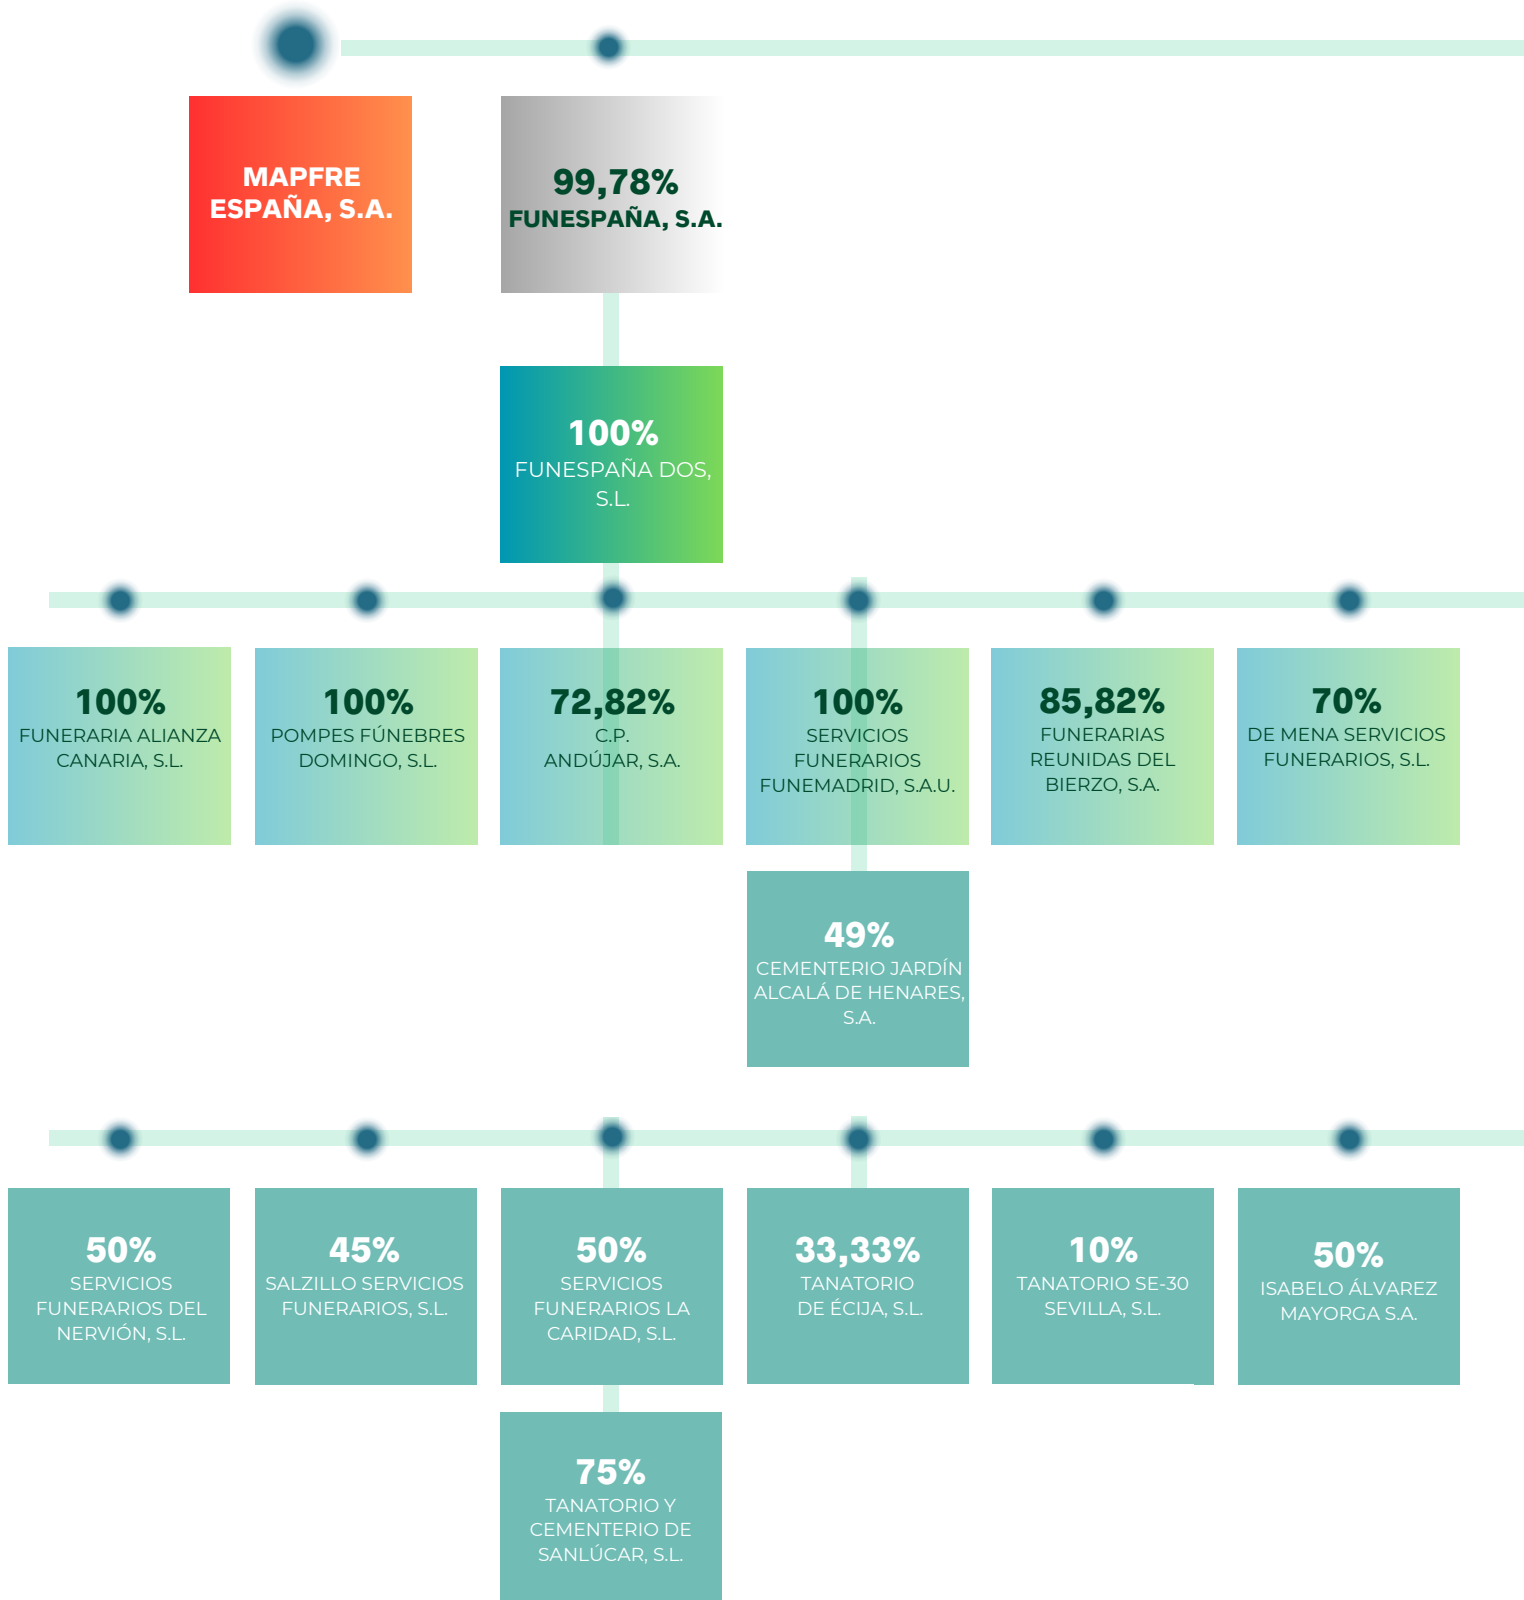 MAPFRE
ESPAÑA, S.A.
99,78%
FUNESPAÑA, S.A.
100%
FUNESPAÑA DOS,
S.L.
100%
FUNERARIA ALIANZA
CANARIA, S.L.
100%
POMPES FÚNEBRES
DOMINGO, S.L.
72,82%
C.P.
ANDÚJAR, S.A.
100%
SERVICIOS
FUNERARIOS
FUNEMADRID, S.A.U.
85,82%
FUNERARIAS
REUNIDAS DEL
BIERZO, S.A.
70%
DE MENA SERVICIOS
FUNERARIOS, S.L.
49%
CEMENTERIO JARDÍN
ALCALÁ DE HENARES,
S.A.
50%
SERVICIOS
FUNERARIOS DEL
NERVIÓN, S.L.
45%
SALZILLO SERVICIOS
FUNERARIOS, S.L.
50%
SERVICIOS
FUNERARIOS LA
CARIDAD, S.L.
33,33%
TANATORIO
DE ÉCIJA, S.L.
10%
TANATORIO SE-30
SEVILLA, S.L.
50%
ISABELO ÁLVAREZ
MAYORGA S.A.
75%
TANATORIO Y
CEMENTERIO DE
SANLÚCAR, S.L.